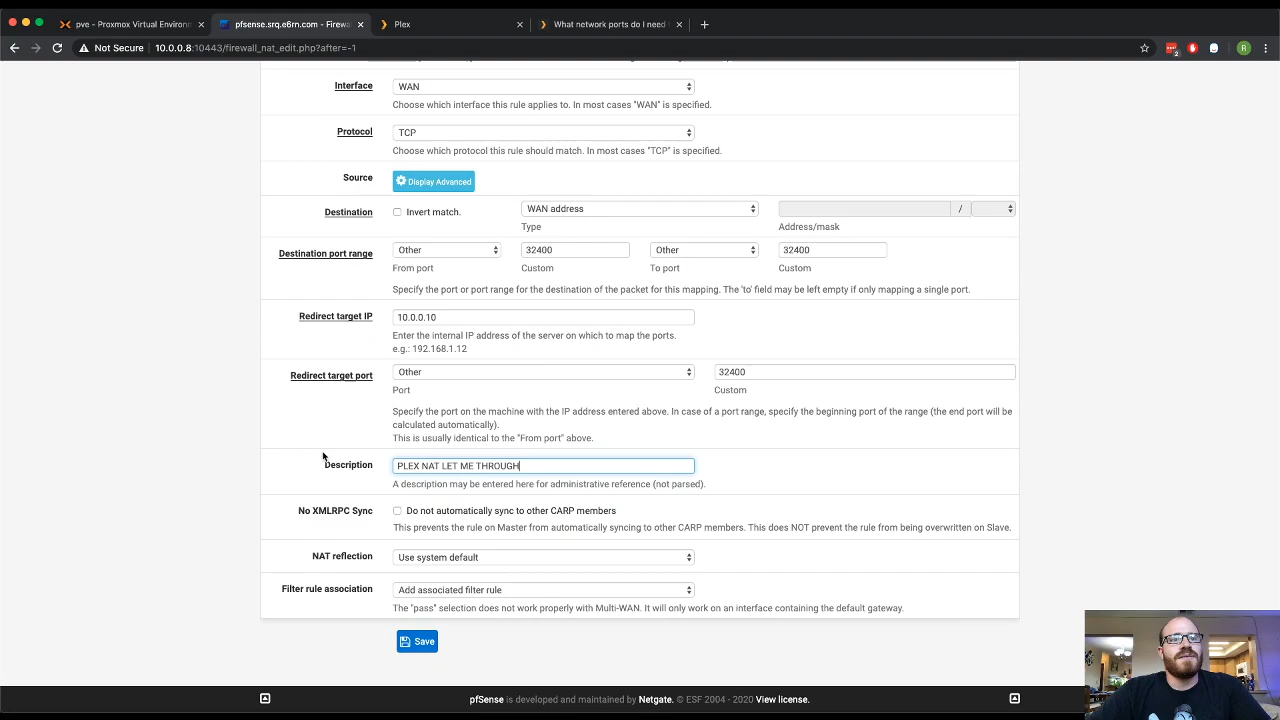 pve - Proxmox Virtual Environ
pfsense.srq.e6rn.com - Firewa
Plex
What network ports do I need
Not Secure
10.0.0.8:10443/firewall_nat_edit.php?after=-1
2
R
Interface
WAN
Choose which interface this rule applies to. In most cases "WAN" is specified.
Protocol
TCP
Choose which protocol this rule should match. In most cases "TCP" is specified.
Source
Display Advanced
Destination
Invert match.
WAN address
/
Type
Address/mask
Destination port range
Other
32400
Other
32400
From port
Custom
To port
Custom
Specify the port or port range for the destination of the packet for this mapping. The 'to' field may be left empty if only mapping a single port.
Redirect target IP
10.0.0.10
Enter the internal IP address of the server on which to map the ports.
e.g.: 192.168.1.12
Redirect target port
Other
32400
Port
Custom
Specify the port on the machine with the IP address entered above. In case of a port range, specify the beginning port of the range (the end port will be
calculated automatically).
This is usually identical to the "From port" above.
Description
PLEX NAT LET ME THROUGH
A description may be entered here for administrative reference (not parsed).
No XMLRPC Sync
Do not automatically sync to other CARP members
This prevents the rule on Master from automatically syncing to other CARP members. This does NOT prevent the rule from being overwritten on Slave.
NAT reflection
Use system default
Filter rule association
Add associated filter rule
The "pass" selection does not work properly with Multi-WAN. It will only work on an interface containing the default gateway.
Save
pfSense is developed and maintained by Netgate. © ESF 2004 - 2020 View license.